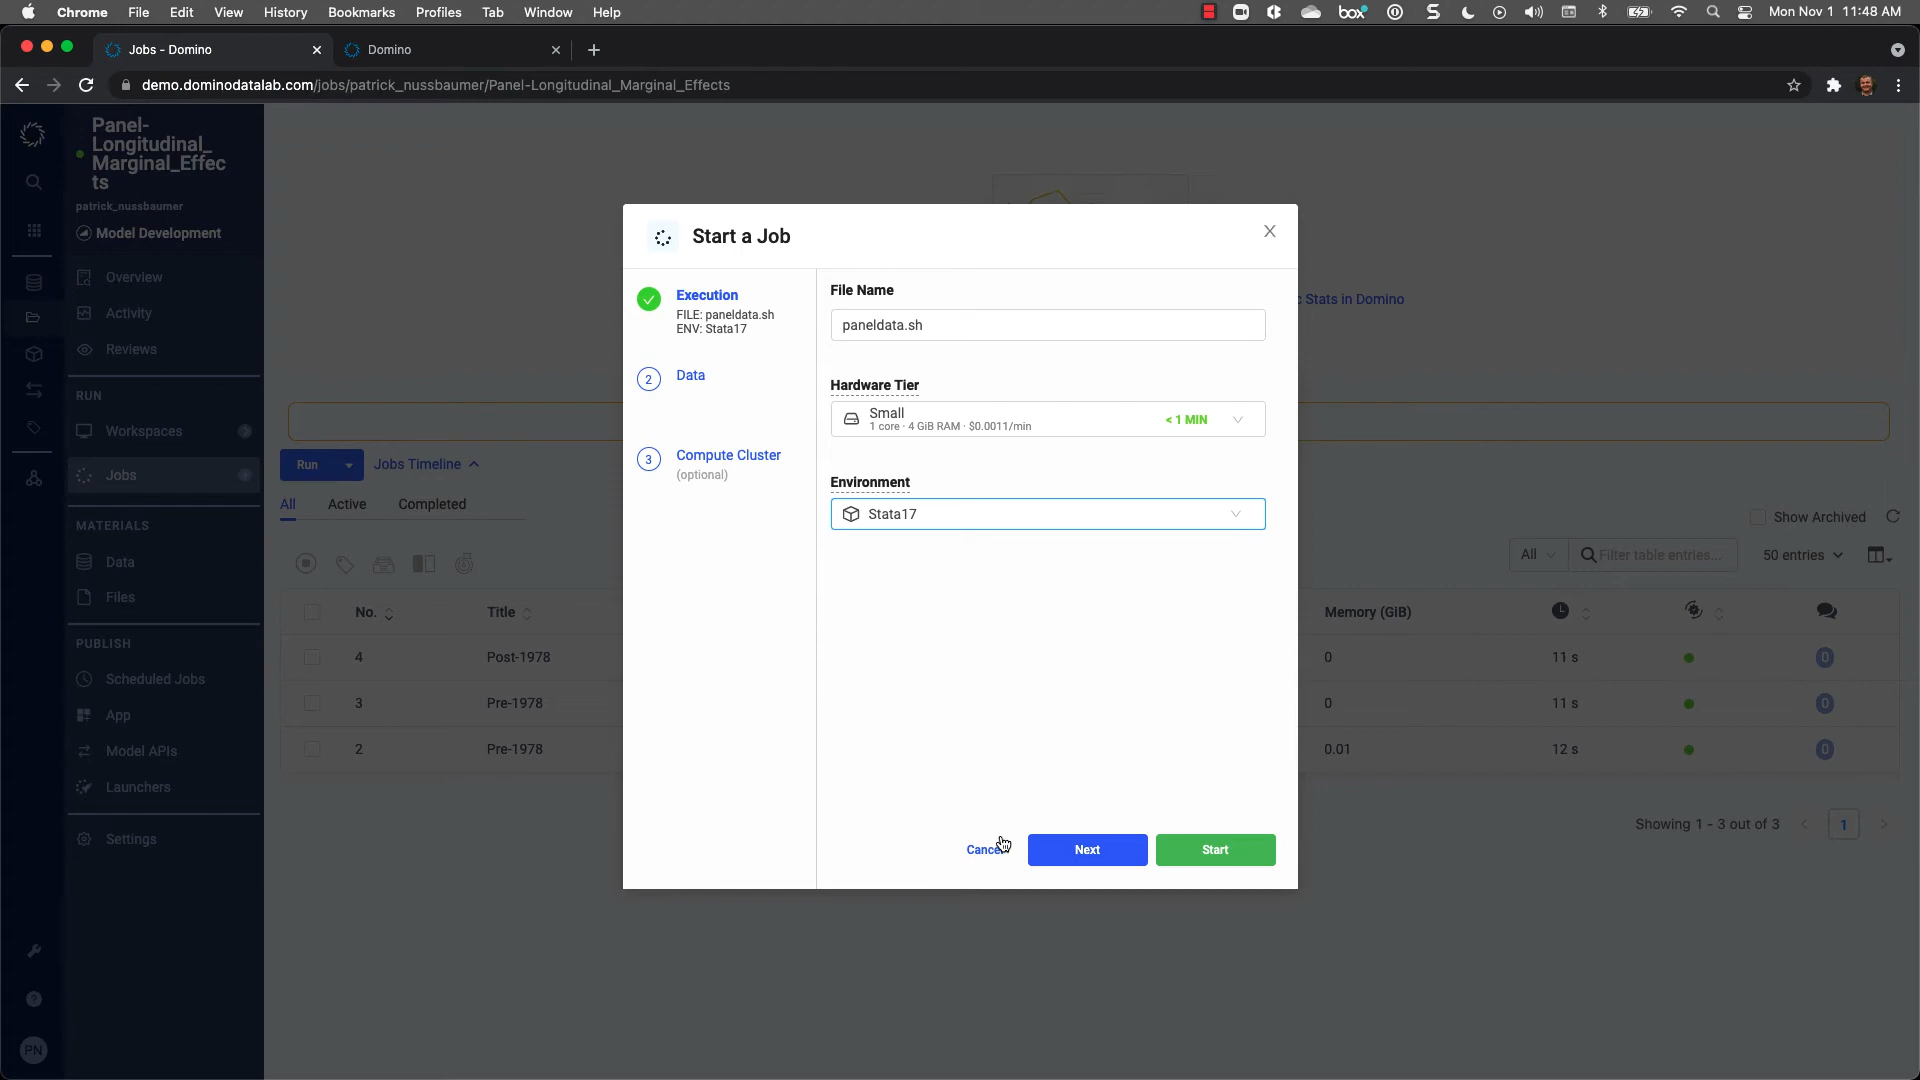 Chrome File Edit View History Bookmarks Profiles Tab Window Help
box
Mon Nov 1 11:48 AM
Jobs - Domino
Domino
demo.dominodatalab.com/jobs/patrick_nussbaumer/Panel-Longitudinal_Marginal_Effects
Panel-
Longitudinal_
Marginal_Effec
ts
patrick_nussbaumer
Model Development
Overview
Activity
Reviews
RUN
Workspaces
Jobs
MATERIALS
Data
Files
PUBLISH
Scheduled Jobs
App
Model APIs
Launchers
Settings
PN
Start a Job
Execution
FILE: paneldata.sh
ENV: Stata17
2 Data
3 Compute Cluster
(optional)
File Name
paneldata.sh
Hardware Tier
Small
1 core · 4 GiB RAM · $0.0011/min
< 1 MIN
Environment
Stata17
Cancel
Next
Start
Stats in Domino
Run
Jobs Timeline
All Active Completed
Show Archived
All
Filter table entries...
50 entries
No. Title Memory (GiB)
4 Post-1978 0 11 s 0
3 Pre-1978 0 11 s 0
2 Pre-1978 0.01 12 s 0
Showing 1 - 3 out of 3
1